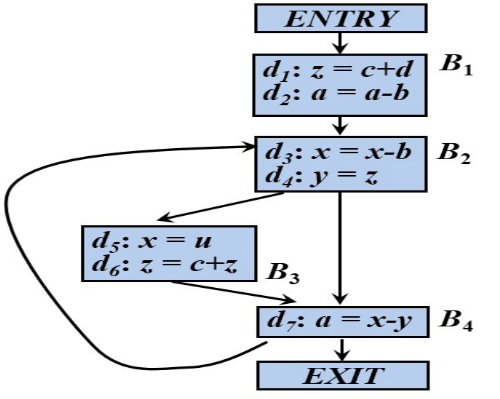 ENTRY
d₁: z = c+d
d₂: a = a-b
B₁
d₃: x = x-b
d₄: y = z
B₂
d₅: x = u
d₆: z = c+z
B₃
d₇: a = x-y
B₄
EXIT